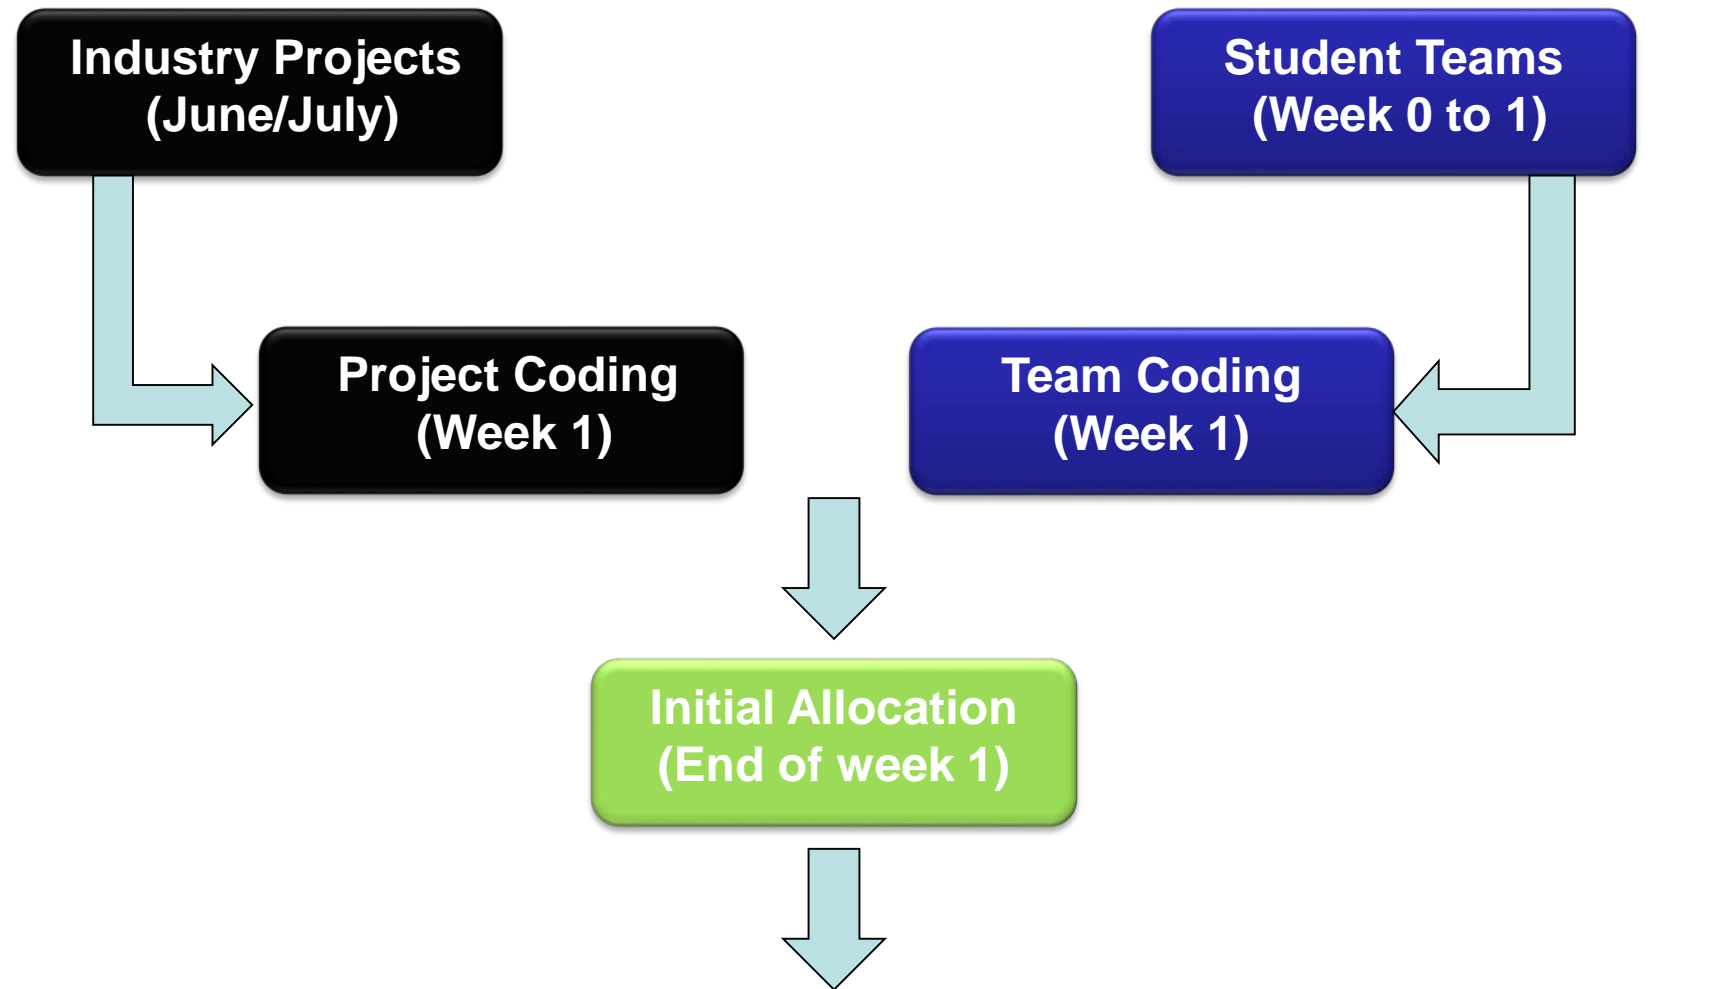 Industry Projects
(June/July)
Student Teams
(Week 0 to 1)
Project Coding
(Week 1)
Team Coding
(Week 1)
Initial Allocation
(End of week 1)